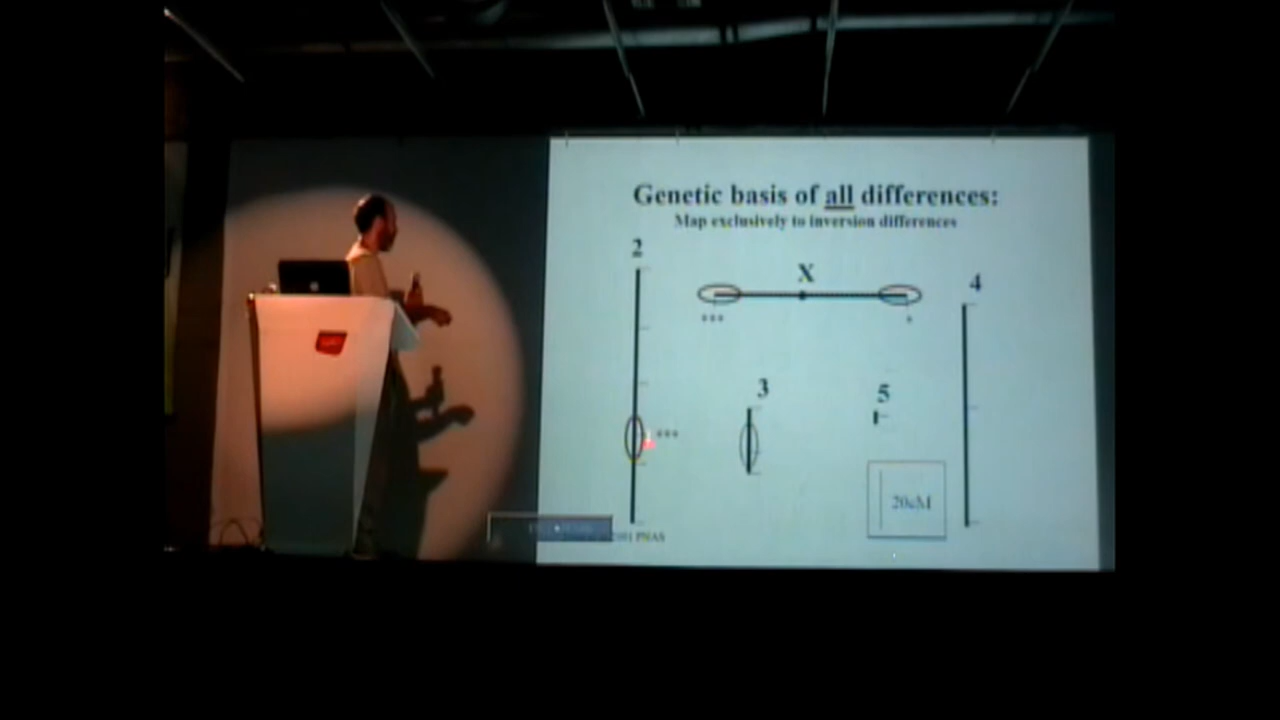 Genetic basis of all differences:
Map exclusively to inversion differences
2
X
4
***
*
3
5
***
20cM
PNAS